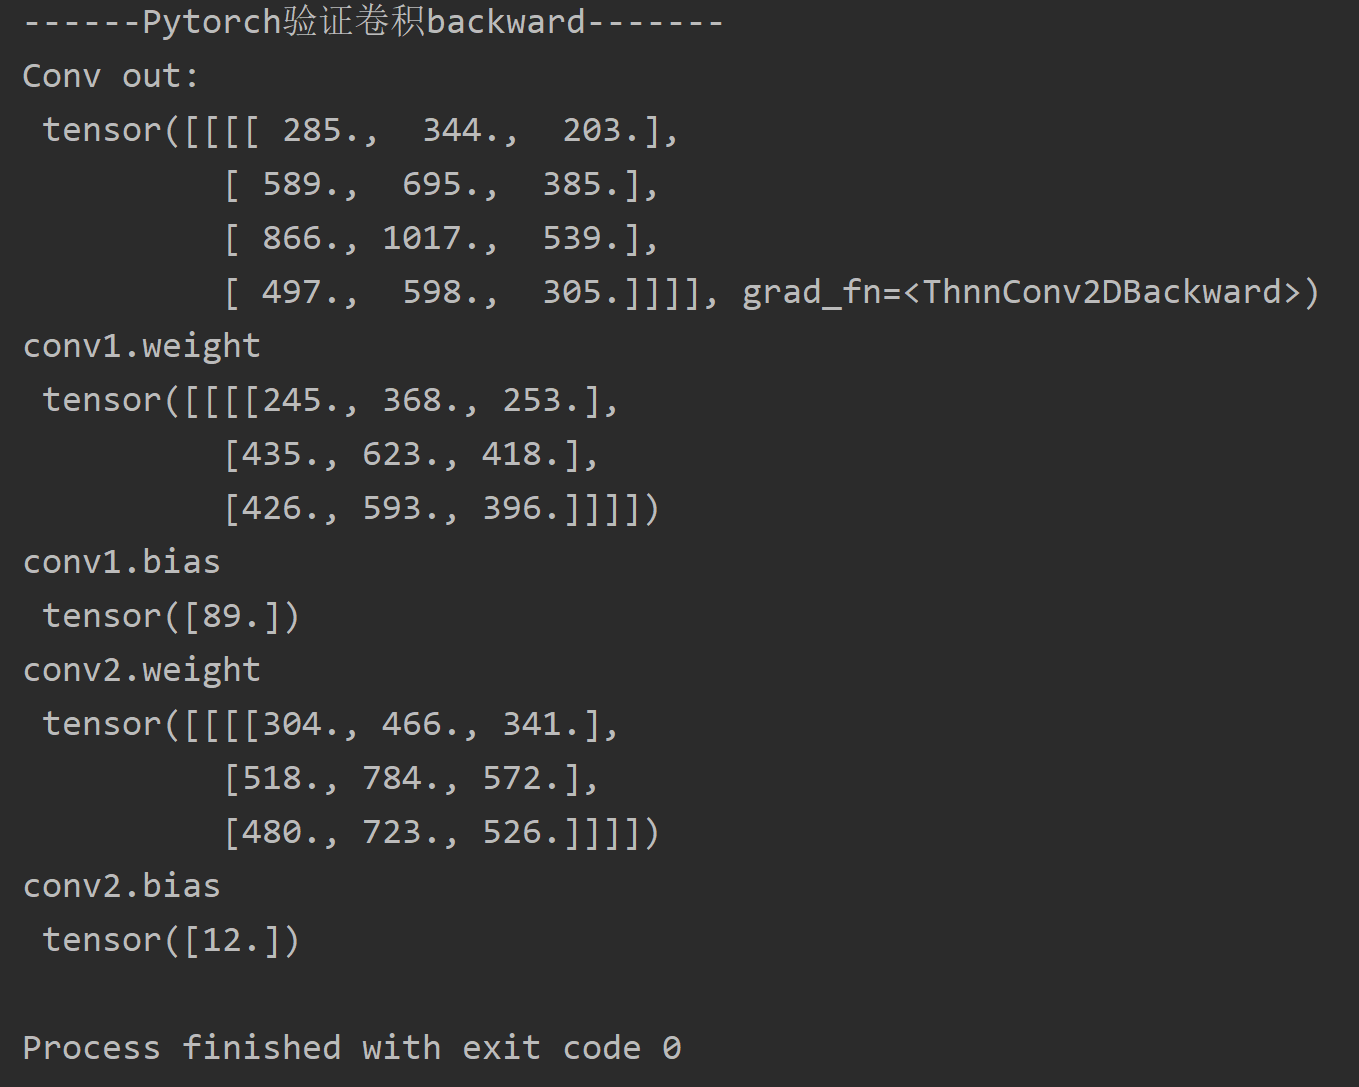 ------Pytorch验证卷积backward-------
Conv out:
 tensor([[[[ 285.,  344.,  203.],
          [ 589.,  695.,  385.],
          [ 866., 1017.,  539.],
          [ 497.,  598.,  305.]]]], grad_fn=<ThnnConv2DBackward>)
conv1.weight
 tensor([[[[245., 368., 253.],
          [435., 623., 418.],
          [426., 593., 396.]]]])
conv1.bias
 tensor([89.])
conv2.weight
 tensor([[[[304., 466., 341.],
          [518., 784., 572.],
          [480., 723., 526.]]]])
conv2.bias
 tensor([12.])

Process finished with exit code 0